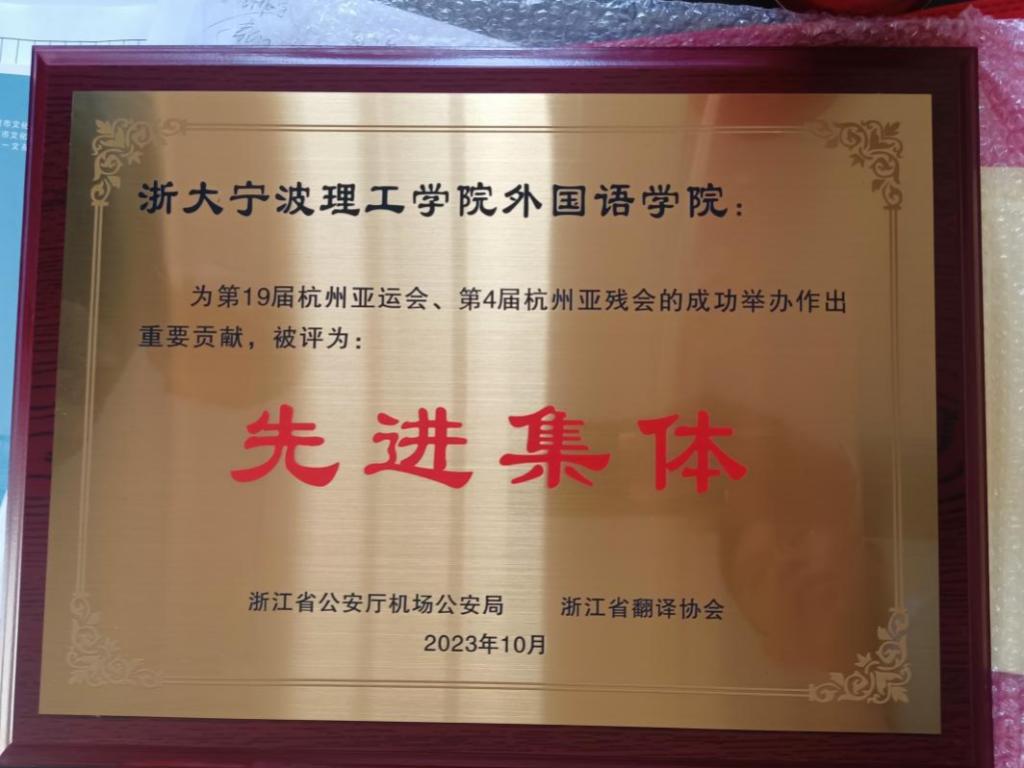 浙大宁波理工学院外国语学院：
为第19届杭州亚运会、第4届杭州亚残会的成功举办作出
重要贡献，被评为：
先进集体
浙江省公安厅机场公安局 浙江省翻译协会
2023年10月